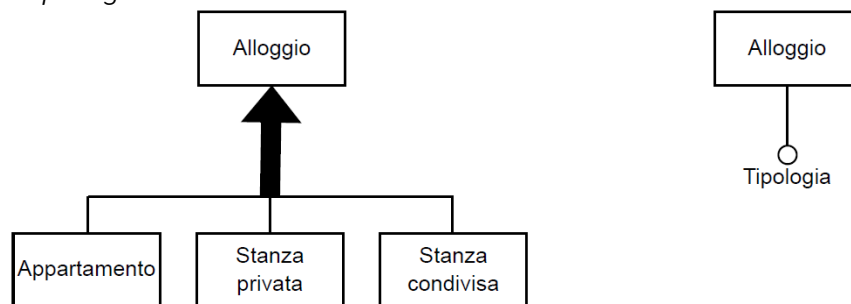 Alloggio
Alloggio
Tipologia
Appartamento
Stanza
privata
Stanza
condivisa